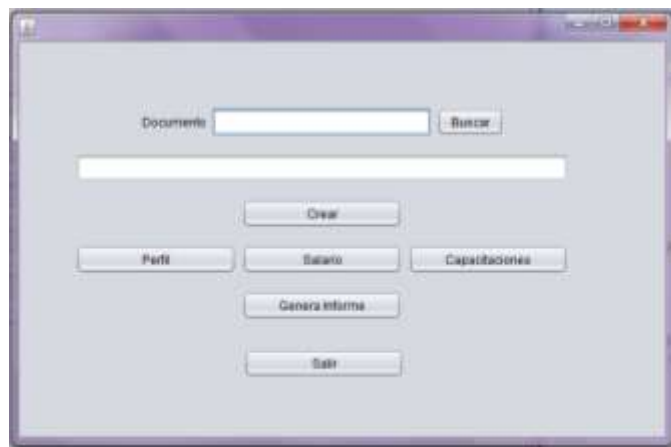 Documento Buscar
Crear
Perfil Salario Capacitaciones
Genera Informe
Salir